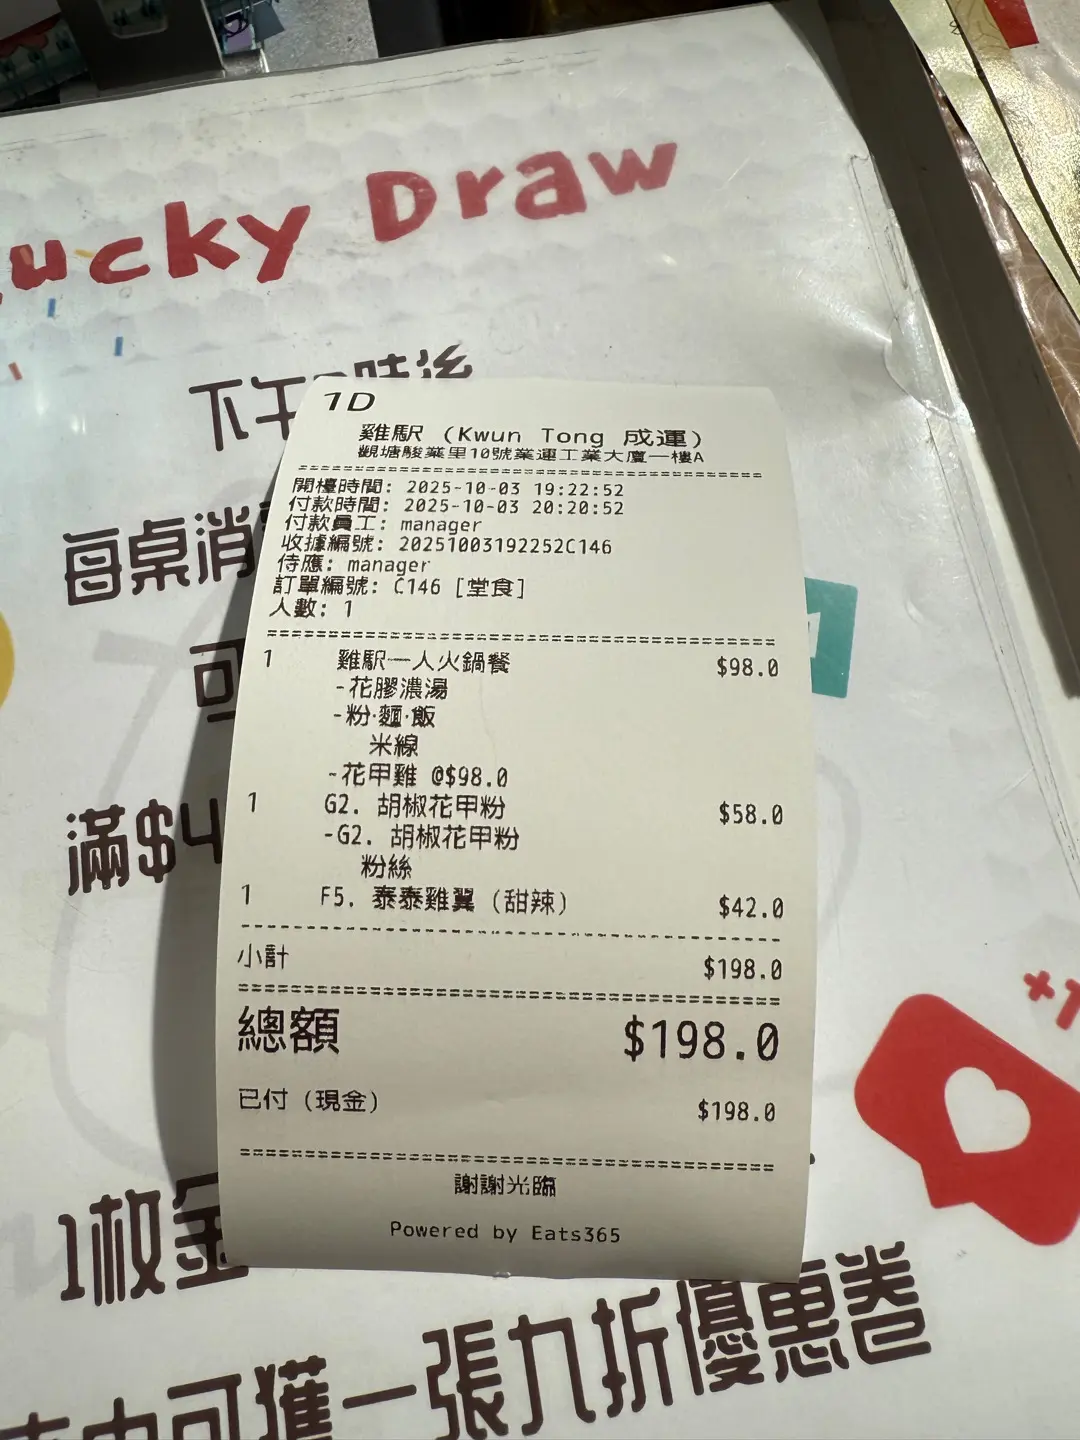 Lucky Draw
下午
每桌消
可
滿$4
1D
雞駅 (Kwun Tong 成運)
觀塘駿業里10號業運工業大廈一樓A
開檯時間: 2025-10-03 19:22:52
付款時間: 2025-10-03 20:20:52
付款員工: manager
收據編號: 20251003192252C146
侍應: manager
訂單編號: C146 [堂食]
人數: 1
1 雞駅一人火鍋餐 $98.0
-花膠濃湯
-粉·麵·飯
米線
-花甲雞 @$98.0
1 G2. 胡椒花甲粉 $58.0
-G2. 胡椒花甲粉
粉絲
1 F5. 泰泰雞翼 (甜辣) $42.0
小計 $198.0
總額 $198.0
已付 (現金) $198.0
謝謝光臨
Powered by Eats365
+1
1枚金
可獲一張九折優惠卷